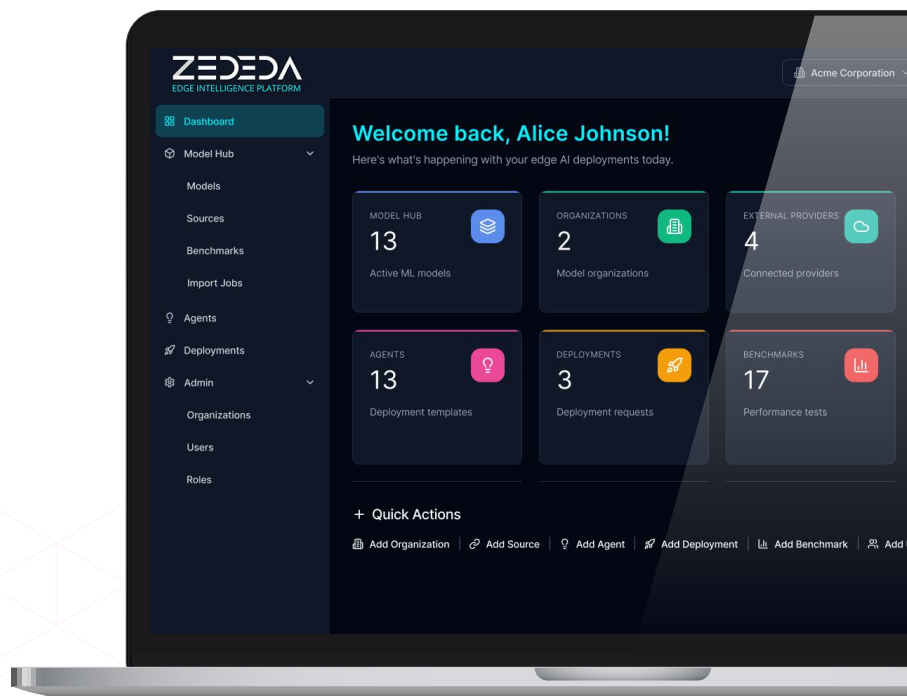 ZEDEDA
EDGE INTELLIGENCE PLATFORM
Acme Corporation
Dashboard
Model Hub
Models
Sources
Benchmarks
Import Jobs
Agents
Deployments
Admin
Organizations
Users
Roles
Welcome back, Alice Johnson!
Here's what's happening with your edge AI deployments today.
MODEL HUB
13
Active ML models
ORGANIZATIONS
2
Model organizations
EXTERNAL PROVIDERS
4
Connected providers
AGENTS
13
Deployment templates
DEPLOYMENTS
3
Deployment requests
BENCHMARKS
17
Performance tests
+ Quick Actions
Add Organization | Add Source | Add Agent | Add Deployment | Add Benchmark | Add